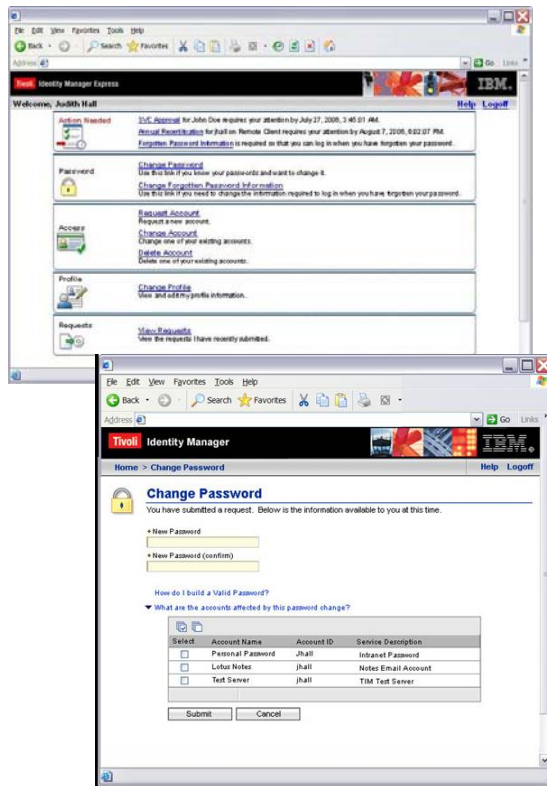 File Edit View Favorites Tools Help
Back Search Favorites
Address Go Links
Tivoli Identity Manager Express IBM.
Welcome, Judith Hall Help Logoff
Action Needed
SVC Approval for John Doe requires your attention by July 27, 2006, 3:45:01 AM.
Annual Recertification for jhall on Remote Client requires your attention by August 7, 2006, 6:02:07 PM.
Forgotten Password Information is required so that you can log in when you have forgotten your password.
Password
Change Password
Use this link if you know your passwords and want to change it.
Change Forgotten Password Information
Use this link if you need to change the information required to log in when you have forgotten your password.
Access
Request Account
Request a new account.
Change Account
Change one of your existing accounts.
Delete Account
Delete one of your existing accounts.
Profile
Change Profile
View and edit my profile information.
Requests
View Requests
View the requests I have recently submitted.
File Edit View Favorites Tools Help
Back Search Favorites
Address Go Links
Tivoli Identity Manager IBM
Home > Change Password Help Logoff
Change Password
You have submitted a request. Below is the information available to you at this time.
New Password
New Password (confirm)
How do I build a Valid Password?
What are the accounts affected by this password change?
Select Account Name Account ID Service Description
Personal Password Jhall Intranet Password
Lotus Notes jhall Notes Email Account
Test Server jhall TIM Test Server
Submit Cancel